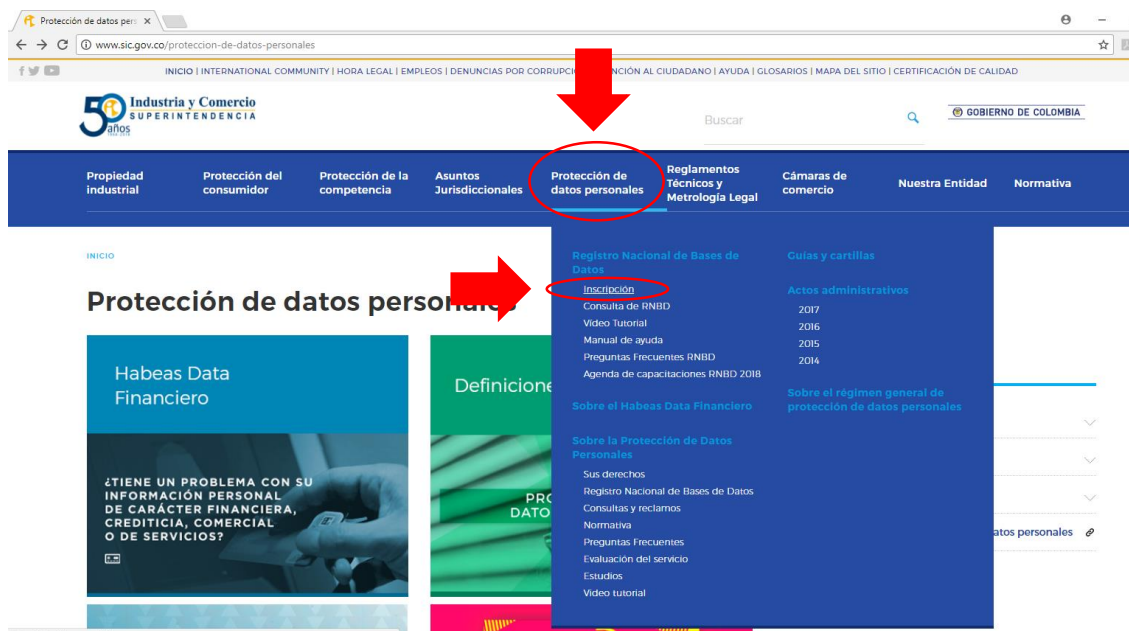 Protección de datos pers
www.sic.gov.co/proteccion-de-datos-personales
INICIO | INTERNATIONAL COMMUNITY | HORA LEGAL | EMPLEOS | DENUNCIAS POR CORRUPCI NCIÓN AL CIUDADANO | AYUDA | GLOSARIOS | MAPA DEL SITIO | CERTIFICACIÓN DE CALIDAD
50 años
Industria y Comercio
SUPERINTENDENCIA
Buscar
GOBIERNO DE COLOMBIA
Propiedad industrial
Protección del consumidor
Protección de la competencia
Asuntos Jurisdiccionales
Protección de datos personales
Reglamentos Técnicos y Metrología Legal
Cámaras de comercio
Nuestra Entidad
Normativa
INICIO
Protección de datos personales
Habeas Data
Financiero
¿TIENE UN PROBLEMA CON SU
INFORMACIÓN PERSONAL
DE CARÁCTER FINANCIERA,
CREDITICIA, COMERCIAL
O DE SERVICIOS?
Definicione
PRO
DATO
Registro Nacional de Bases de
Datos
Inscripción
Consulta de RNBD
Vídeo Tutorial
Manual de ayuda
Preguntas Frecuentes RNBD
Agenda de capacitaciones RNBD 2018
Sobre el Habeas Data Financiero
Sobre la Protección de Datos
Personales
Sus derechos
Registro Nacional de Bases de Datos
Consultas y reclamos
Normativa
Preguntas Frecuentes
Evaluación del servicio
Estudios
Video tutorial
Guías y cartillas
Actos administrativos
2017
2016
2015
2014
Sobre el régimen general de
protección de datos personales
atos personales